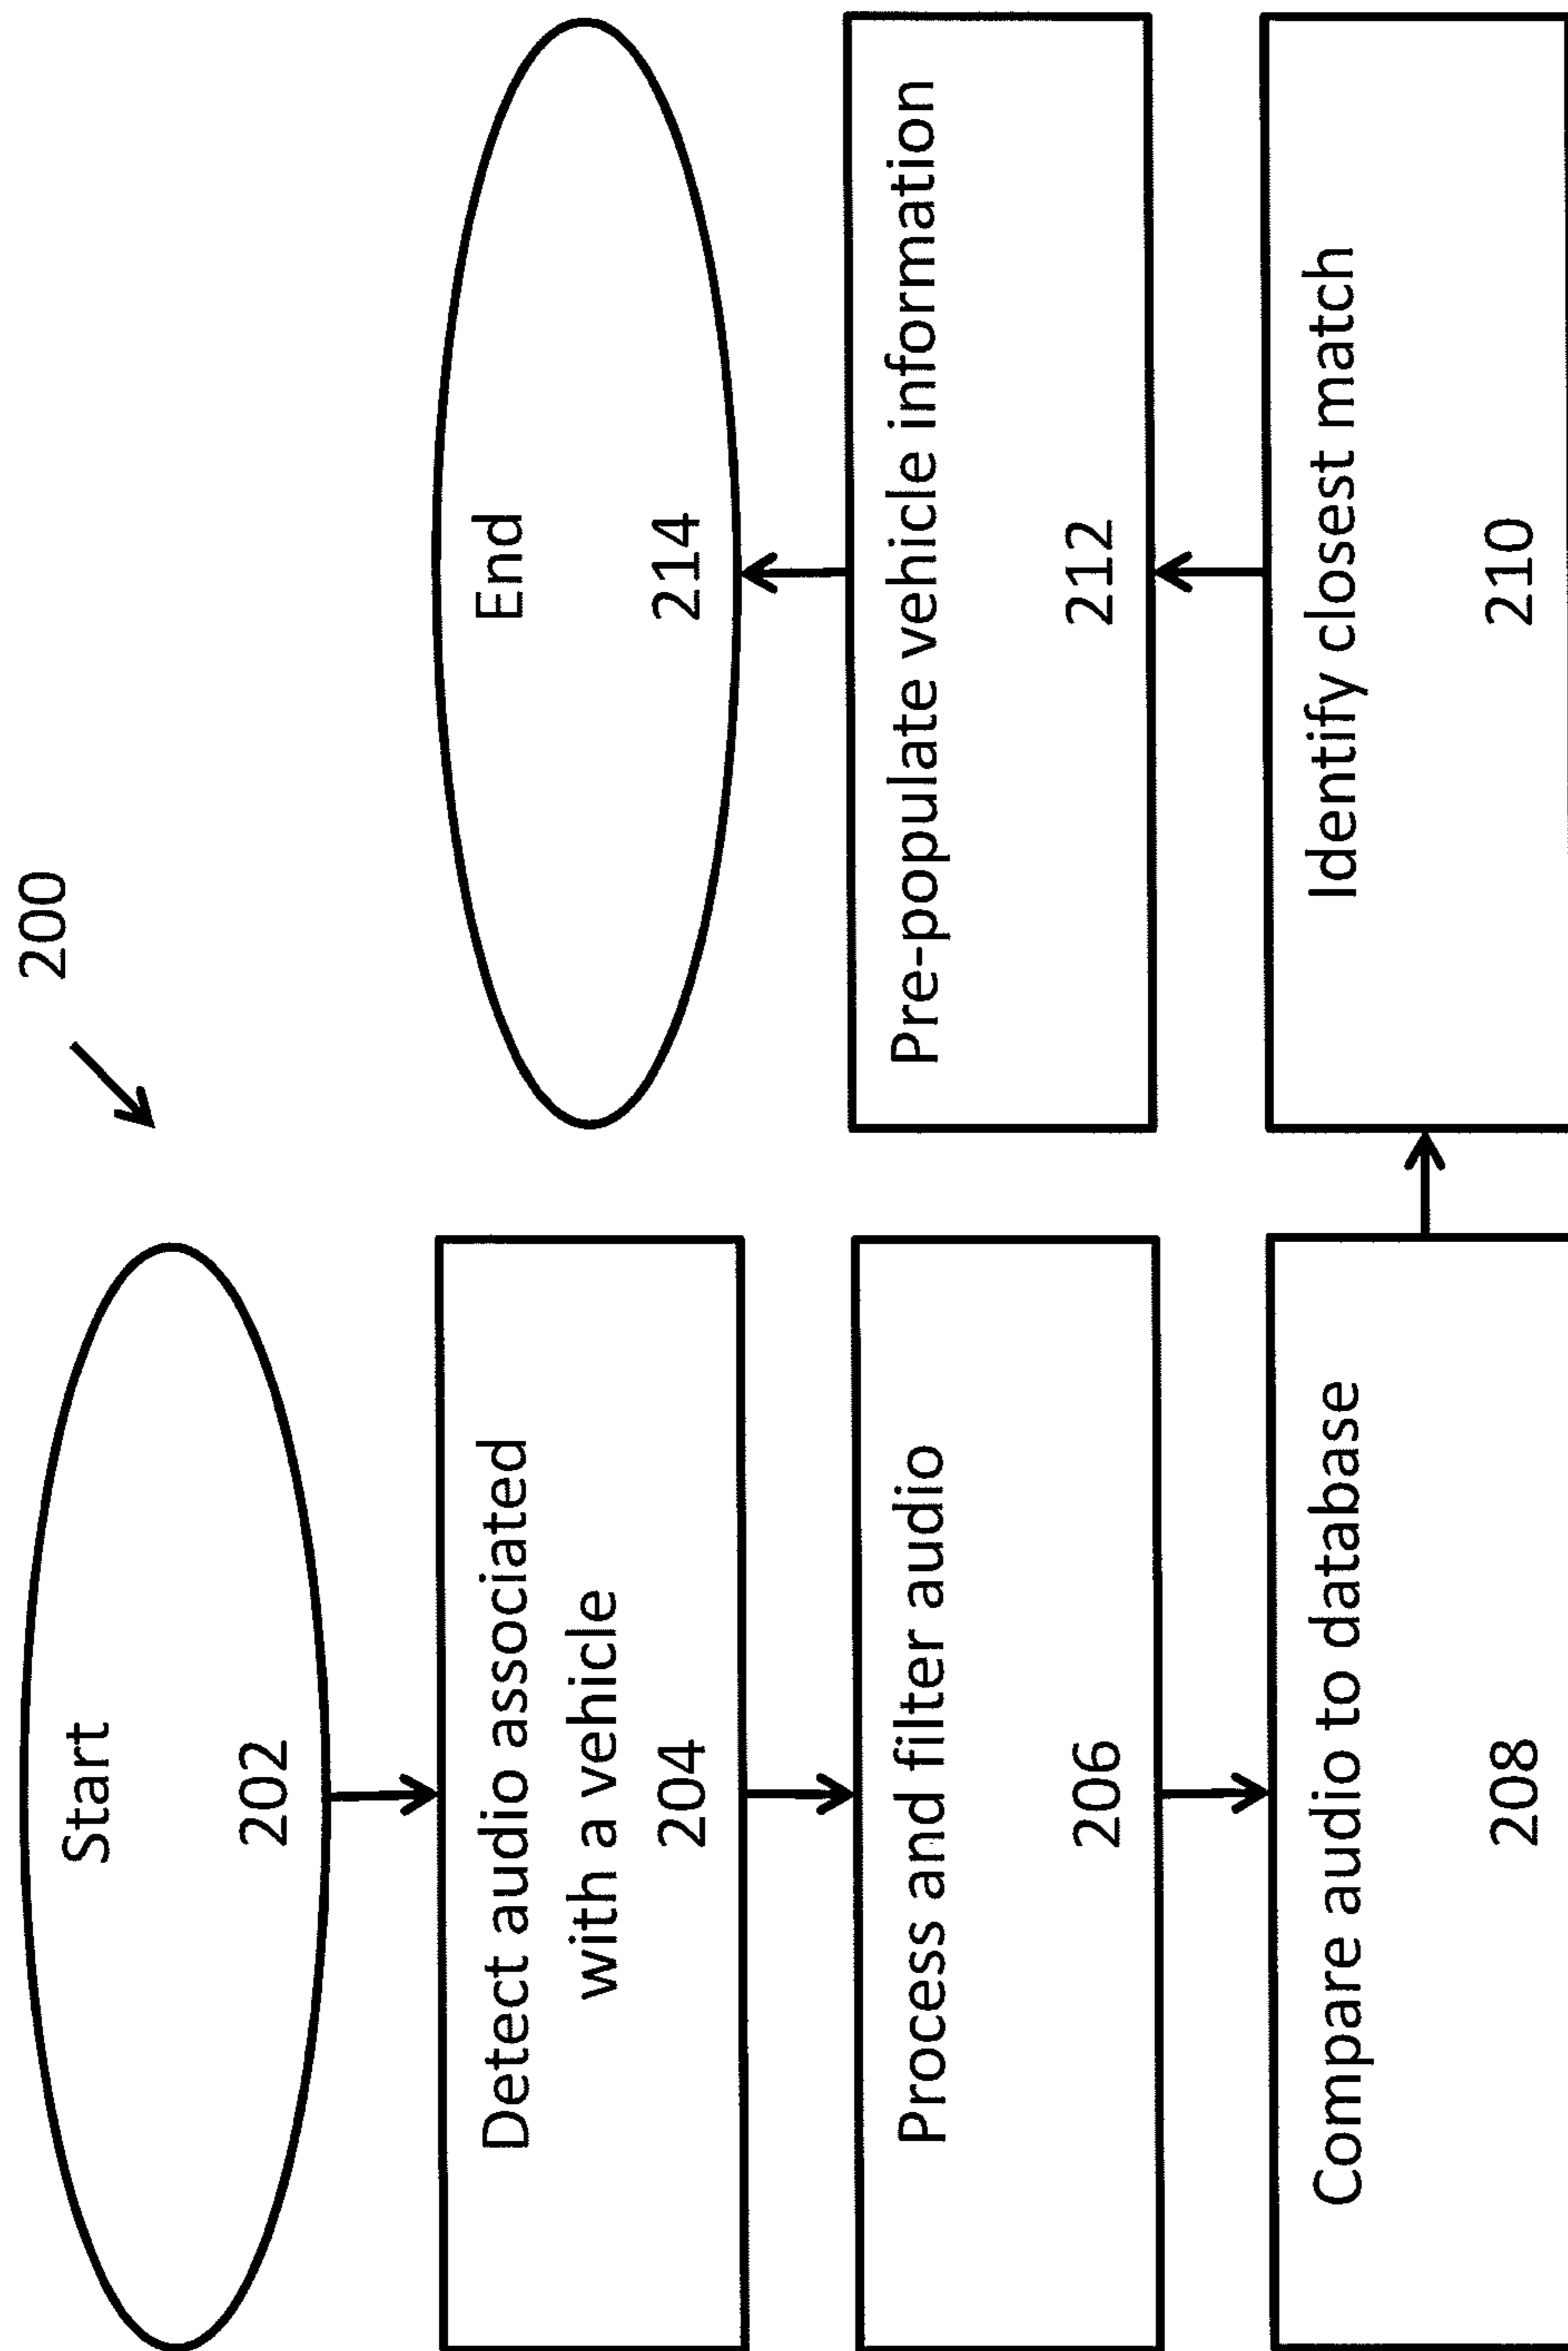 200
Start
202
Detect audio associated
with a vehicle
204
Process and filter audio
206
Compare audio to database
208
Identify closest match
210
Pre-populate vehicle information
212
End
214